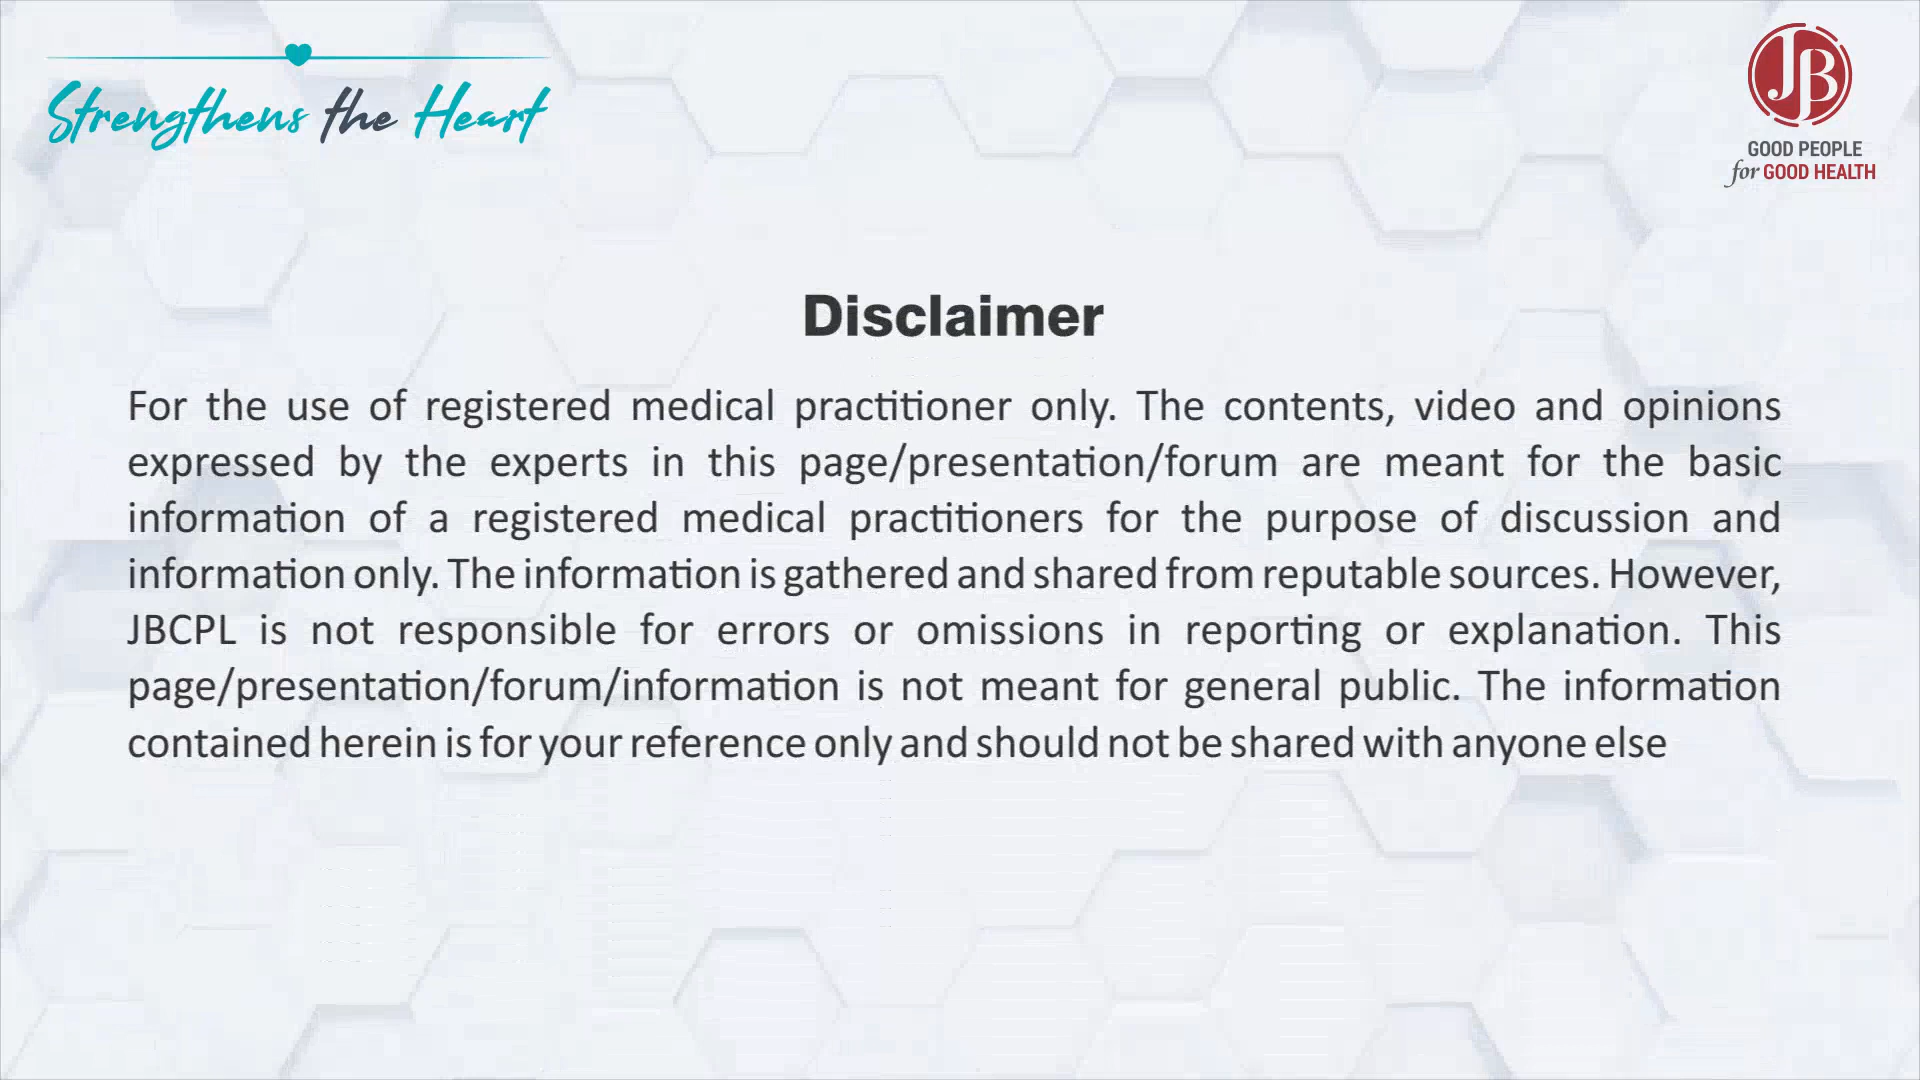 Strengthens the Heart
JB
GOOD PEOPLE
for GOOD HEALTH
Disclaimer
For the use of registered medical practitioner only. The contents, video and opinions
expressed by the experts in this page/presentation/forum are meant for the basic
information of a registered medical practitioners for the purpose of discussion and
information only. The information is gathered and shared from reputable sources. However,
JBCPL is not responsible for errors or omissions in reporting or explanation. This
page/presentation/forum/information is not meant for general public. The information
contained herein is for your reference only and should not be shared with anyone else